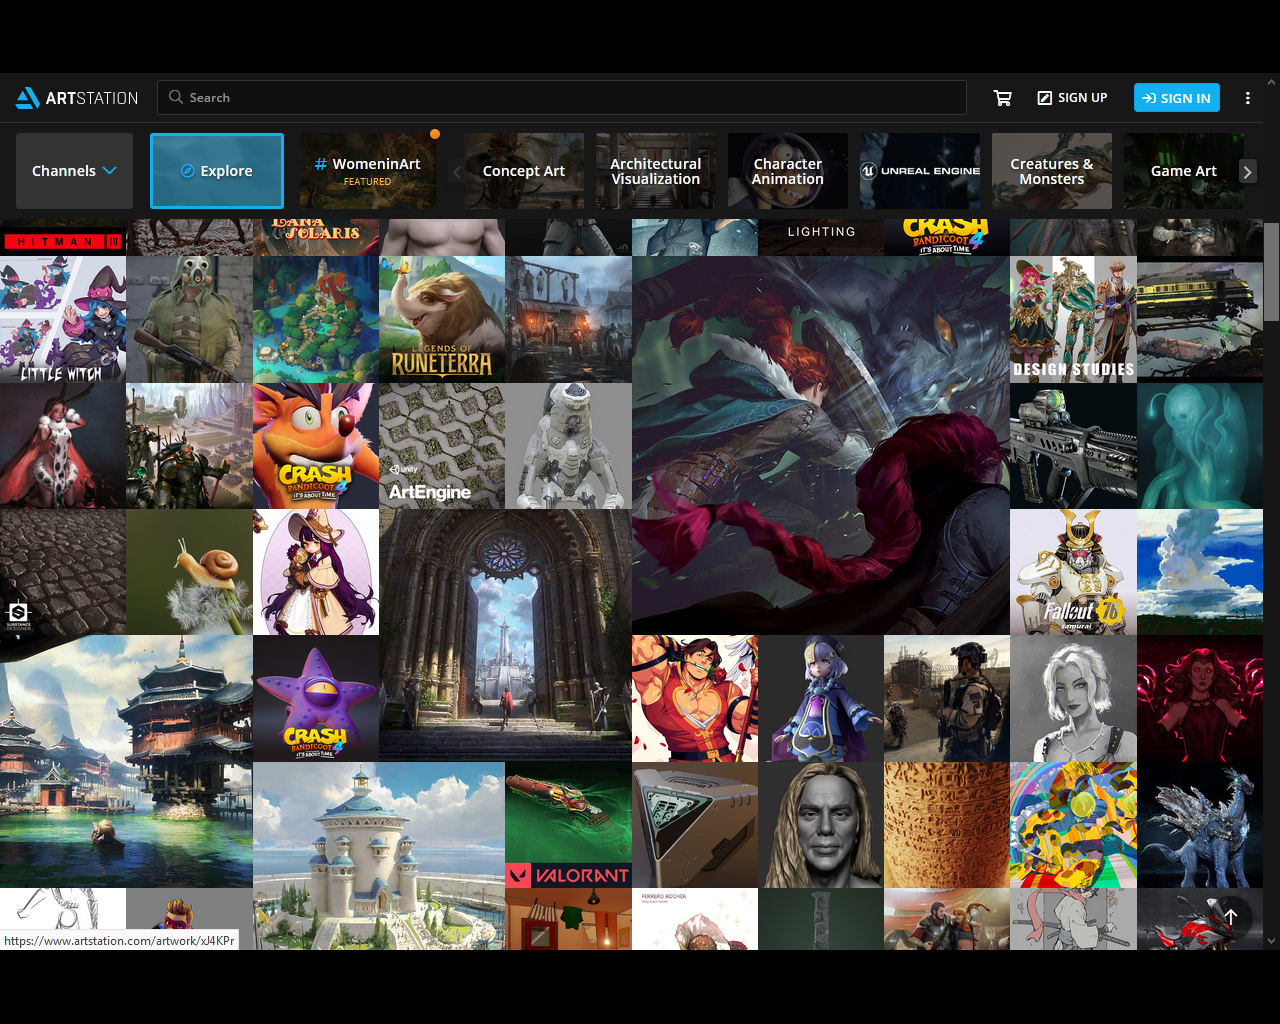 ARTSTATION
Search
SIGN UP
SIGN IN
Channels
Explore
# WomeninArt
FEATURED
Concept Art
Architectural
Visualization
Character
Animation
UNREAL ENGINE
Creatures &
Monsters
Game Art
HITMAN III
LANA
SOLARIS
LIGHTING
CRASH
BANDICOOT 4
IT'S ABOUT TIME
LITTLE WITCH
LEGENDS OF
RUNETERRA
DESIGN STUDIES
CRASH
BANDICOOT 4
IT'S ABOUT TIME
unity
ArtEngine
SUBSTANCE
DESIGNER
Fallout 76
samurai
CRASH
BANDICOOT 4
IT'S ABOUT TIME
VALORANT
FERRERO ROCHER
https://www.artstation.com/artwork/xJ4KPr